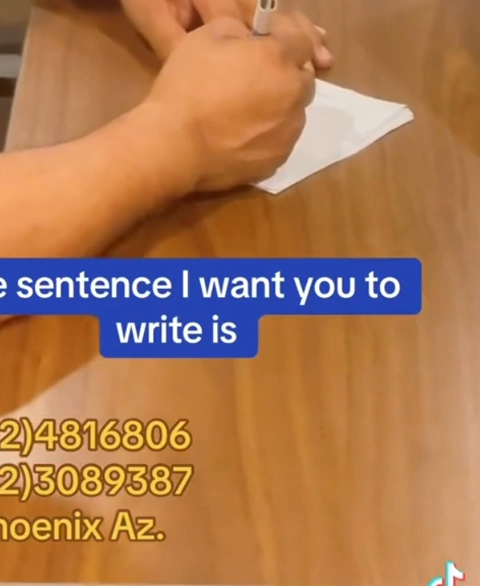 sentence I want you to
write is
2)4816806
2)3089387
hoenix Az.